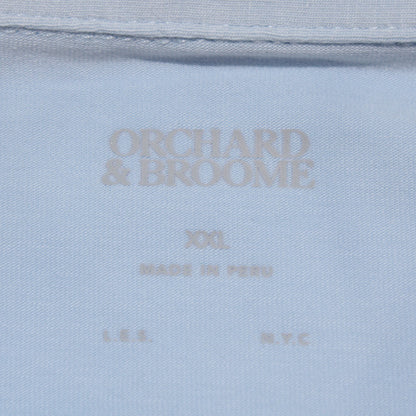 ORCHARD
& BROOME
XXL
MADE IN PERU
L.E.S. N.Y.C.